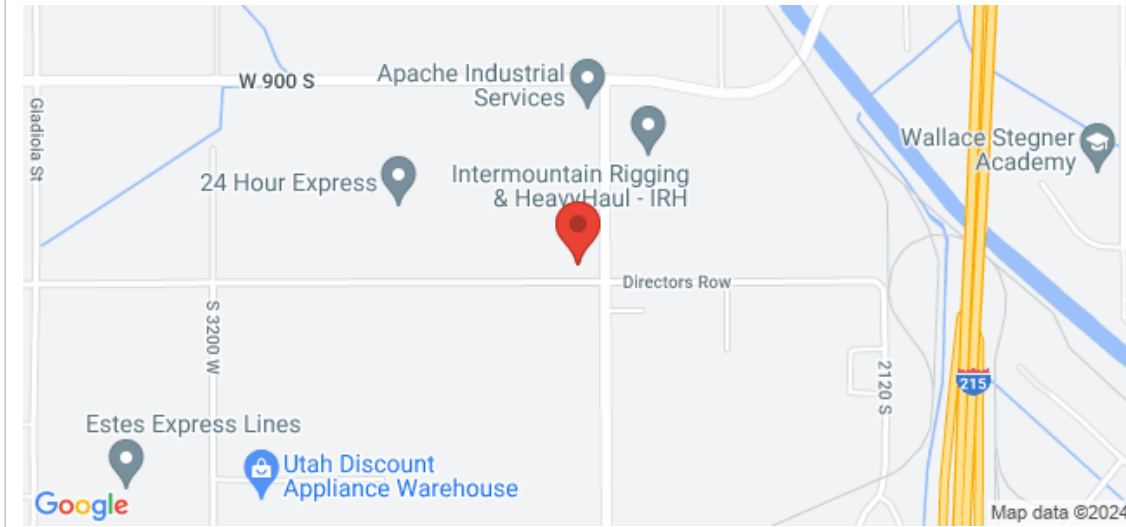 W 900 S
Apache Industrial
Services
Gladiola St
Wallace Stegner
Academy
24 Hour Express
Intermountain Rigging
& HeavyHaul - IRH
Directors Row
S 3200 W
2120 S
215
Estes Express Lines
Utah Discount
Appliance Warehouse
Google
Map data ©2024